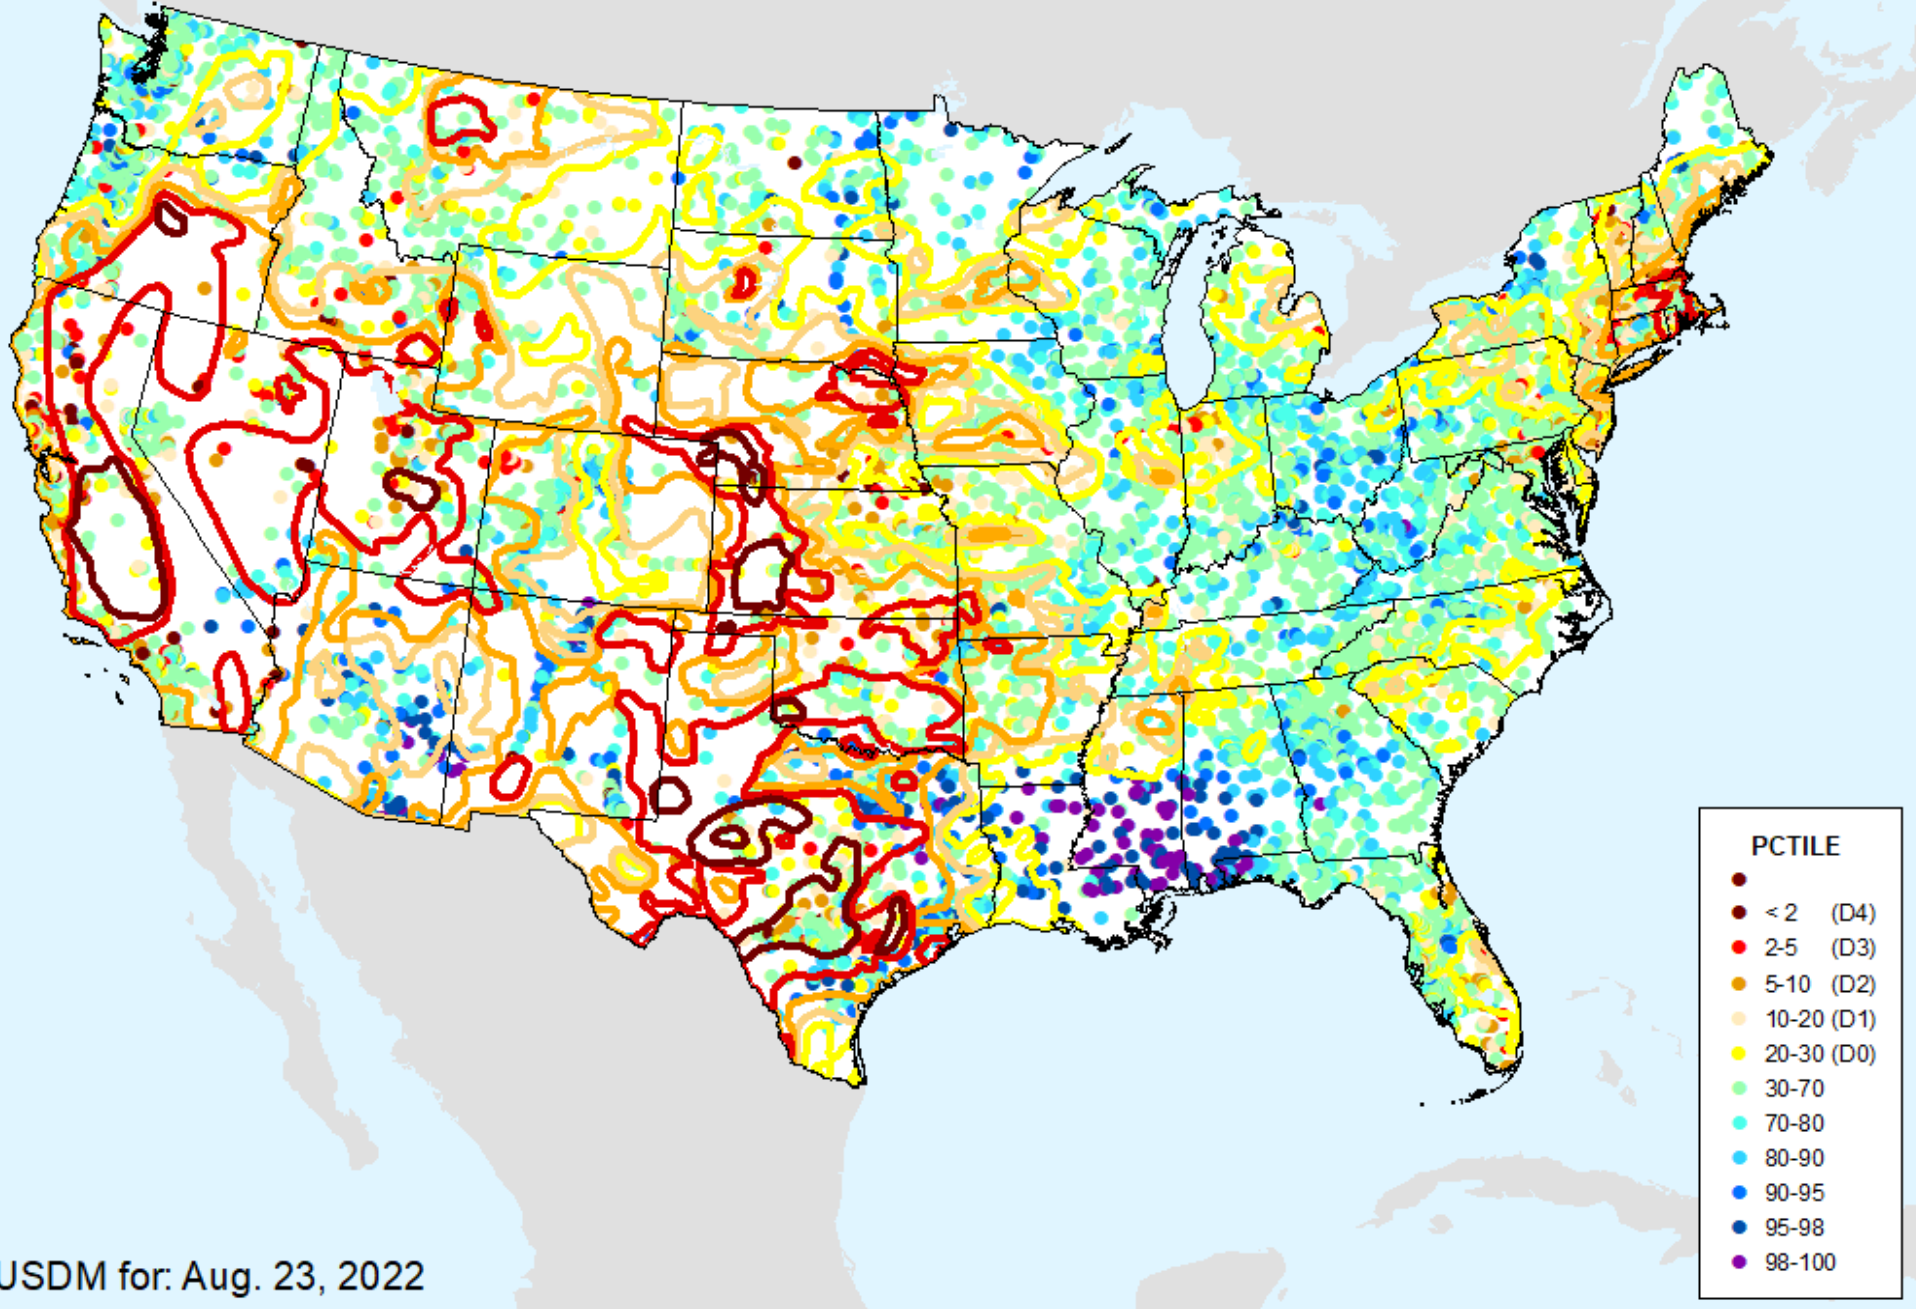 PCTILE
< 2 (D4)
2-5 (D3)
5-10 (D2)
10-20 (D1)
20-30 (D0)
30-70
70-80
80-90
90-95
95-98
98-100
USDM for: Aug. 23, 2022